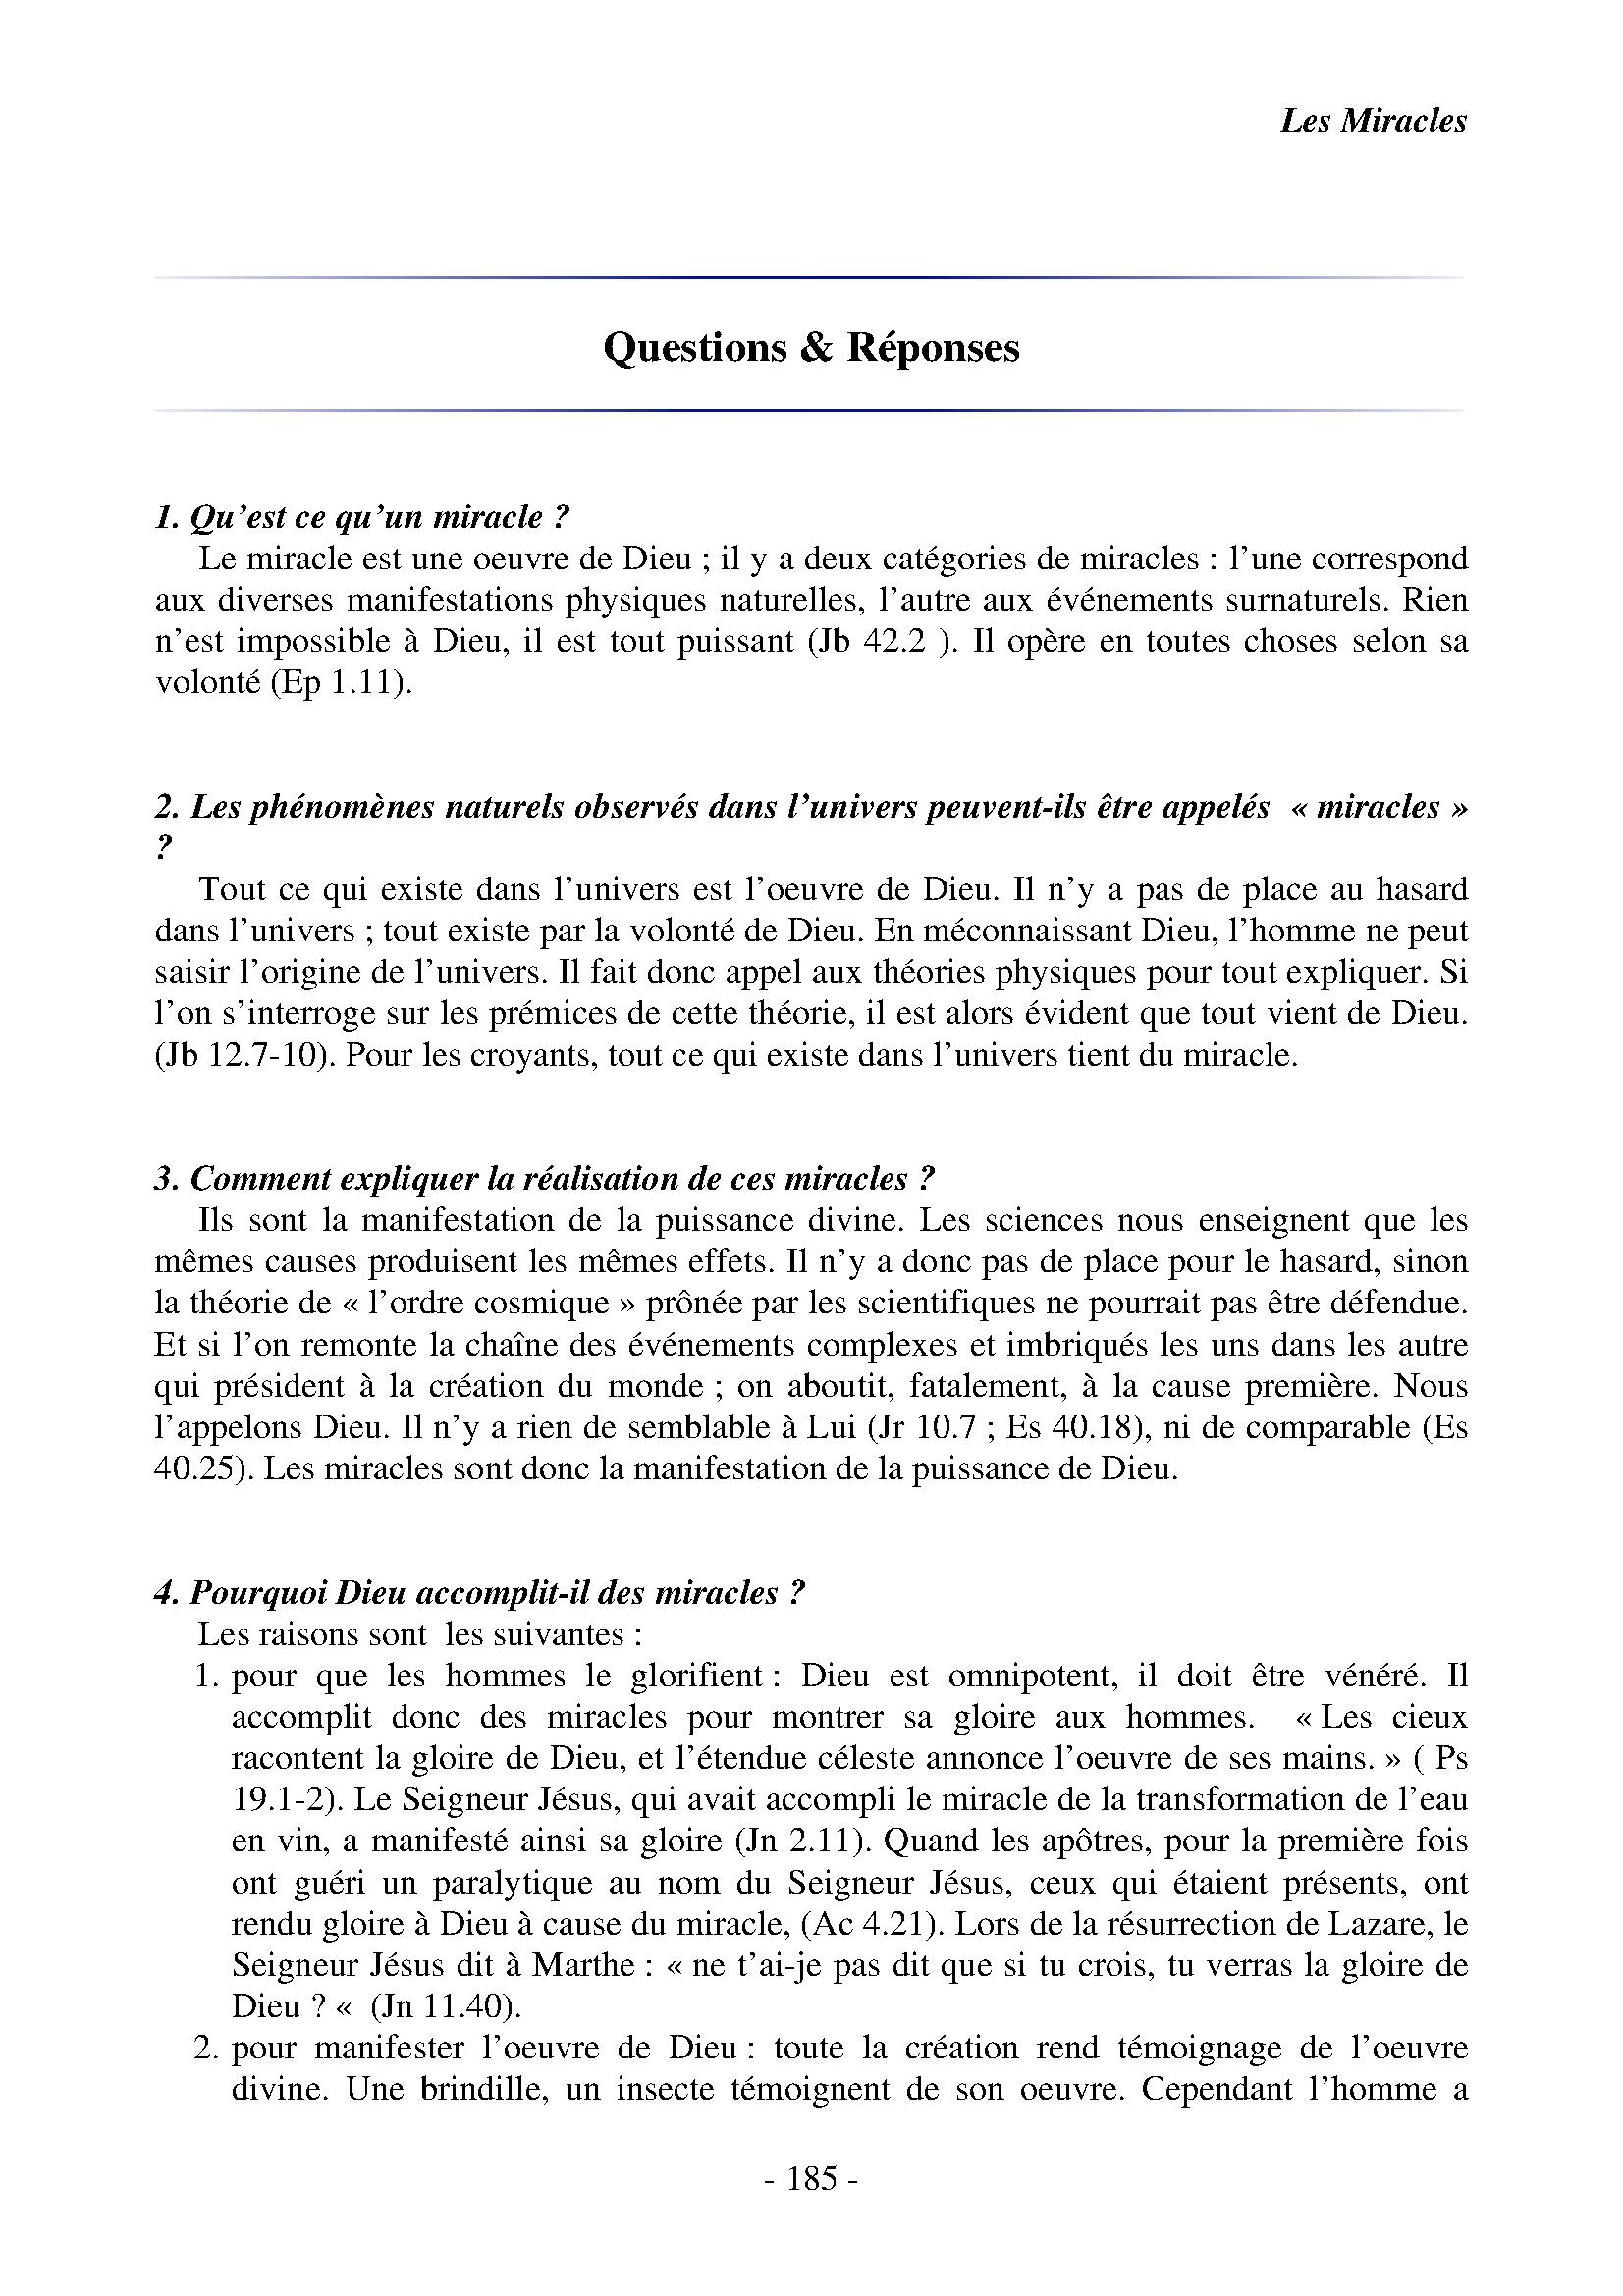 Les Miracles
Questions & Réponses
1. Qu’est ce qu’un miracle ?
Le miracle est une oeuvre de Dieu ; il y a deux catégories de miracles : l’une correspond
aux diverses manifestations physiques naturelles, l’autre aux événements surnaturels. Rien
n’est impossible à Dieu, il est tout puissant (Jb 42.2 ). Il opère en toutes choses selon sa
volonté (Ep 1.11).
2. Les phénomènes naturels observés dans l’univers peuvent-ils être appelés  « miracles »
?
Tout ce qui existe dans l’univers est l’oeuvre de Dieu. Il n’y a pas de place au hasard
dans l’univers ; tout existe par la volonté de Dieu. En méconnaissant Dieu, l’homme ne peut
saisir l’origine de l’univers. Il fait donc appel aux théories physiques pour tout expliquer. Si
l’on s’interroge sur les prémices de cette théorie, il est alors évident que tout vient de Dieu.
(Jb 12.7-10). Pour les croyants, tout ce qui existe dans l’univers tient du miracle.
3. Comment expliquer la réalisation de ces miracles ?
Ils sont la manifestation de la puissance divine. Les sciences nous enseignent que les
mêmes causes produisent les mêmes effets. Il n’y a donc pas de place pour le hasard, sinon
la théorie de « l’ordre cosmique » prônée par les scientifiques ne pourrait pas être défendue.
Et si l’on remonte la chaîne des événements complexes et imbriqués les uns dans les autre
qui président à la création du monde ; on aboutit, fatalement, à la cause première. Nous
l’appelons Dieu. Il n’y a rien de semblable à Lui (Jr 10.7 ; Es 40.18), ni de comparable (Es
40.25). Les miracles sont donc la manifestation de la puissance de Dieu.
4. Pourquoi Dieu accomplit-il des miracles ?
Les raisons sont  les suivantes :
1. pour que les hommes le glorifient : Dieu est omnipotent, il doit être vénéré. Il
accomplit donc des miracles pour montrer sa gloire aux hommes.  « Les cieux
racontent la gloire de Dieu, et l’étendue céleste annonce l’oeuvre de ses mains. » ( Ps
19.1-2). Le Seigneur Jésus, qui avait accompli le miracle de la transformation de l’eau
en vin, a manifesté ainsi sa gloire (Jn 2.11). Quand les apôtres, pour la première fois
ont guéri un paralytique au nom du Seigneur Jésus, ceux qui étaient présents, ont
rendu gloire à Dieu à cause du miracle, (Ac 4.21). Lors de la résurrection de Lazare, le
Seigneur Jésus dit à Marthe : « ne t’ai-je pas dit que si tu crois, tu verras la gloire de
Dieu ? «  (Jn 11.40).
2. pour manifester l’oeuvre de Dieu : toute la création rend témoignage de l’oeuvre
divine. Une brindille, un insecte témoignent de son oeuvre. Cependant l’homme a
- 185 -